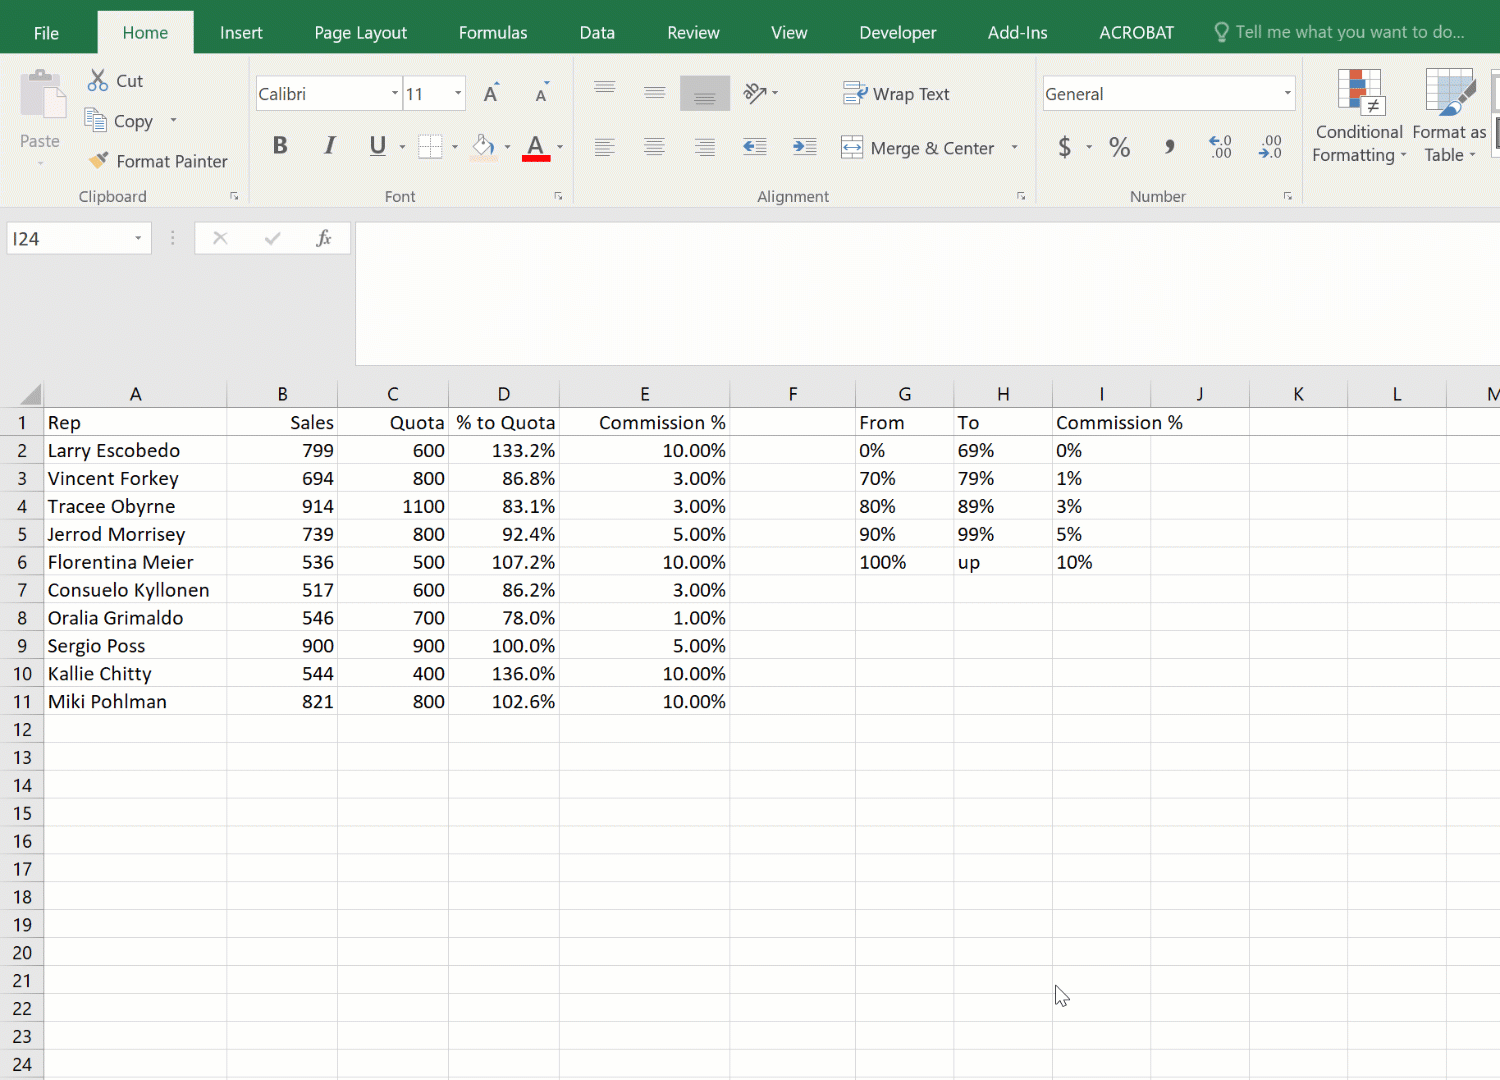 File Home Insert Page Layout Formulas Data Review View Developer Add-Ins ACROBAT Tell me what you want to do...
Cut
Copy
Paste
Format Painter
Clipboard
Calibri 11
B I U A
Font
Wrap Text
Merge & Center
Alignment
General
$ % , .00 .00
Number
Conditional Formatting
Format as Table
I24 fx
A B C D E F G H I J K L M
1 Rep Sales Quota % to Quota Commission % From To Commission %
2 Larry Escobedo 799 600 133.2% 10.00% 0% 69% 0%
3 Vincent Forkey 694 800 86.8% 3.00% 70% 79% 1%
4 Tracee Obyrne 914 1100 83.1% 3.00% 80% 89% 3%
5 Jerrod Morrisey 739 800 92.4% 5.00% 90% 99% 5%
6 Florentina Meier 536 500 107.2% 10.00% 100% up 10%
7 Consuelo Kyllonen 517 600 86.2% 3.00%
8 Oralia Grimaldo 546 700 78.0% 1.00%
9 Sergio Poss 900 900 100.0% 5.00%
10 Kallie Chitty 544 400 136.0% 10.00%
11 Miki Pohlman 821 800 102.6% 10.00%
12
13
14
15
16
17
18
19
20
21
22
23
24